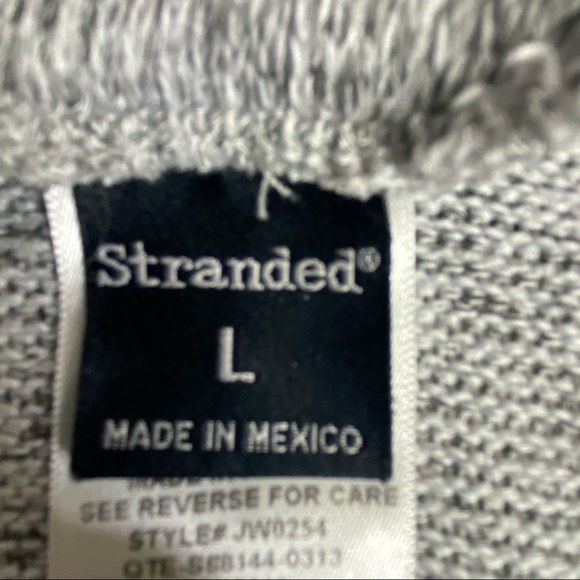 Stranded®
L
MADE IN MEXICO
SEE REVERSE FOR CARE
STYLE# JW0254